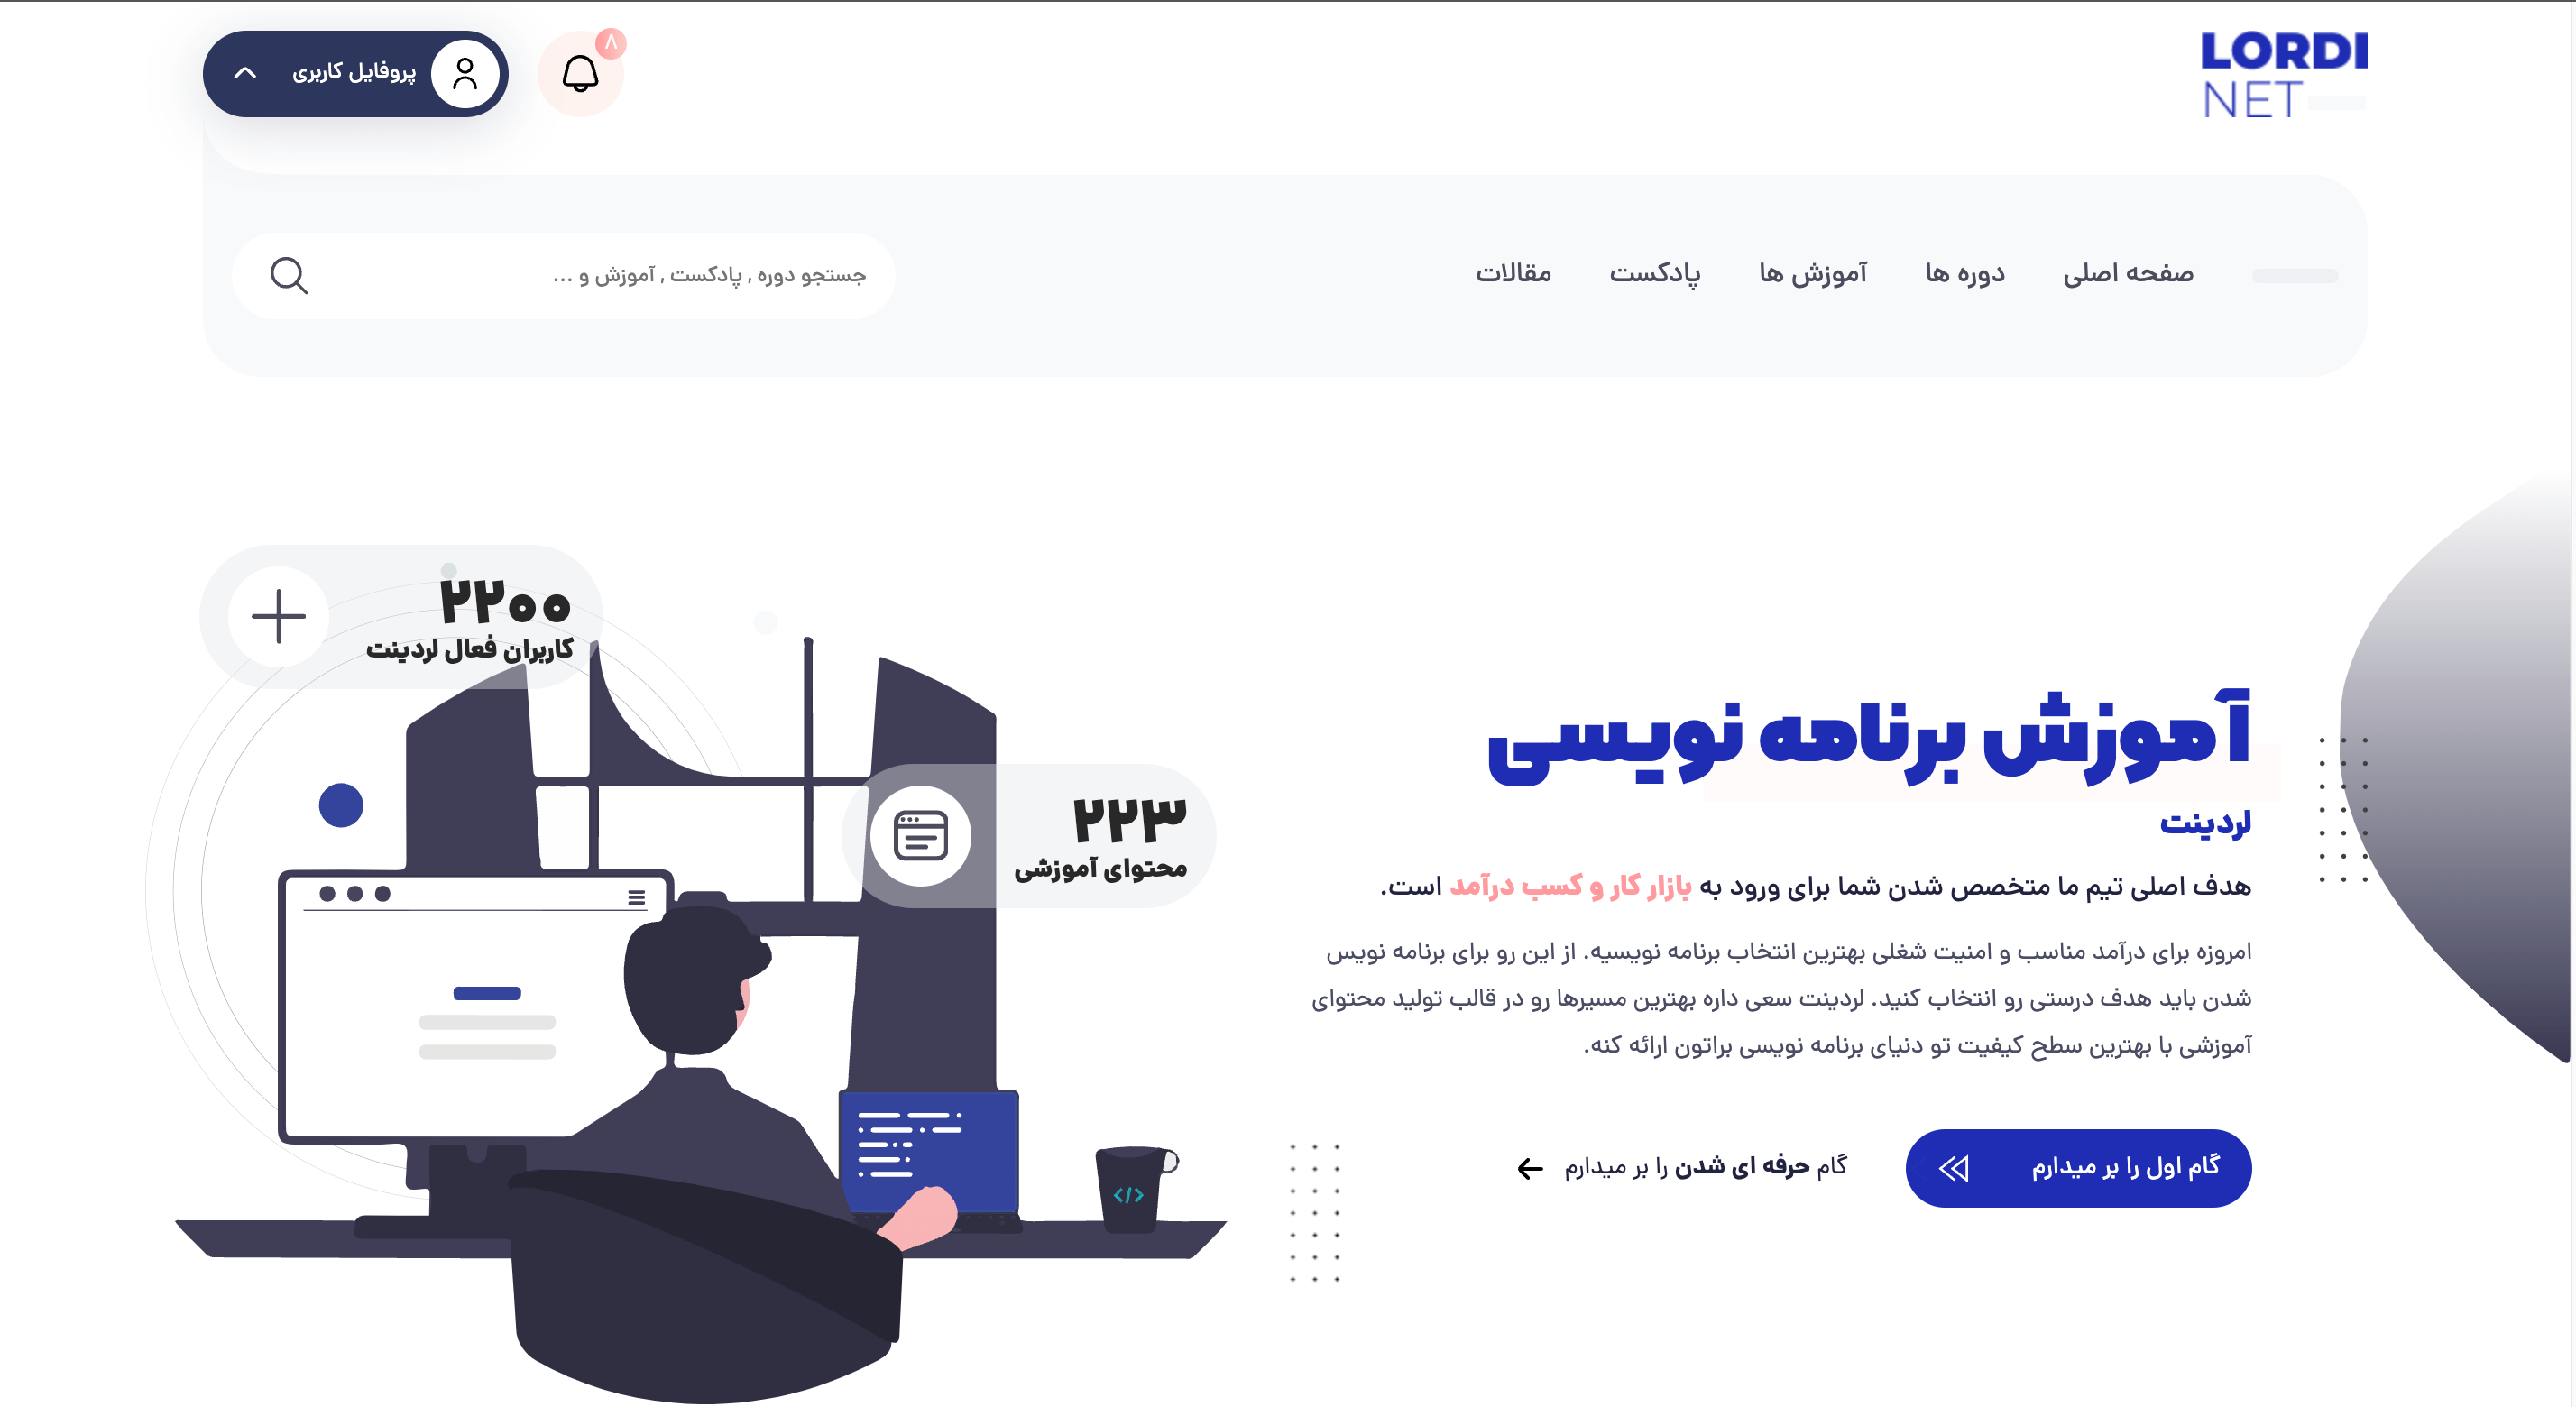 LORDI
NET
۸
پروفایل کاربری
صفحه اصلی
دوره ها
آموزش ها
پادکست
مقالات
جستجو دوره , پادکست , آموزش و ...
۲۲۰۰
کاربران فعال لردینت
۲۲۳
محتوای آموزشی
آموزش برنامه نویسی
لردینت
هدف اصلی تیم ما متخصص شدن شما برای ورود به بازار کار و کسب درآمد است.
امروزه برای درآمد مناسب و امنیت شغلی بهترین انتخاب برنامه نویسیه. از این رو برای برنامه نویس
شدن باید هدف درستی رو انتخاب کنید. لردینت سعی داره بهترین مسیرها رو در قالب تولید محتوای
آموزشی با بهترین سطح کیفیت تو دنیای برنامه نویسی براتون ارائه کنه.
گام اول را بر میدارم
گام حرفه ای شدن را بر میدارم
</>